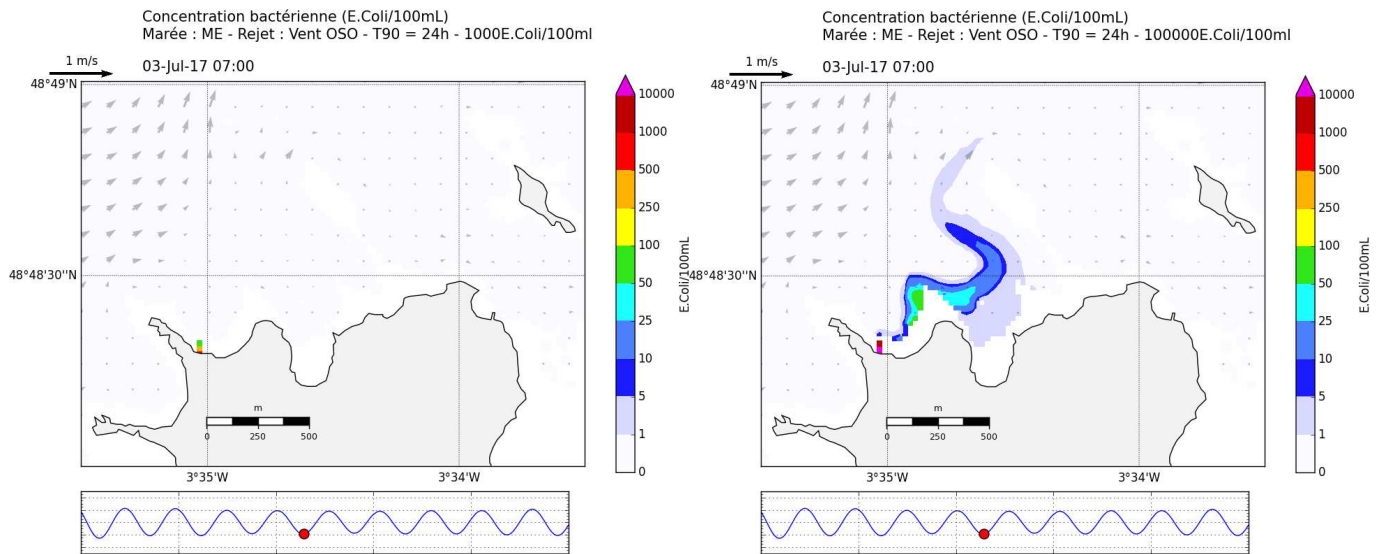 Concentration bactérienne (E.Coli/100mL)
Marée : ME - Rejet : Vent OSO - T90 = 24h - 1000E.Coli/100ml
1 m/s
03-Jul-17 07:00
48°49'N
48°48'30''N
3°35'W
3°34'W
m
0
250
500
10000
1000
500
250
100
50
25
10
5
1
0
E.Coli/100mL
Concentration bactérienne (E.Coli/100mL)
Marée : ME - Rejet : Vent OSO - T90 = 24h - 100000E.Coli/100ml
1 m/s
03-Jul-17 07:00
48°49'N
48°48'30''N
3°35'W
3°34'W
m
0
250
500
10000
1000
500
250
100
50
25
10
5
1
0
E.Coli/100mL